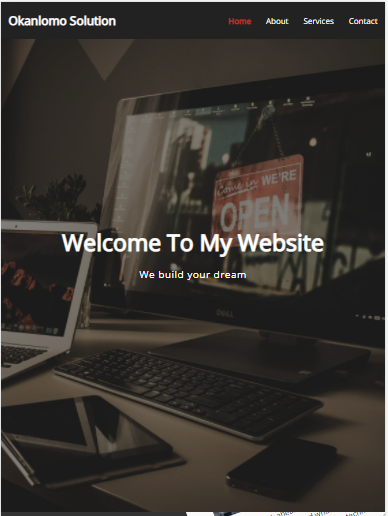 Okanlomo Solution
Home About Services Contact
Come in WE'RE
OPEN
Welcome To My Website
We build your dream
DELL